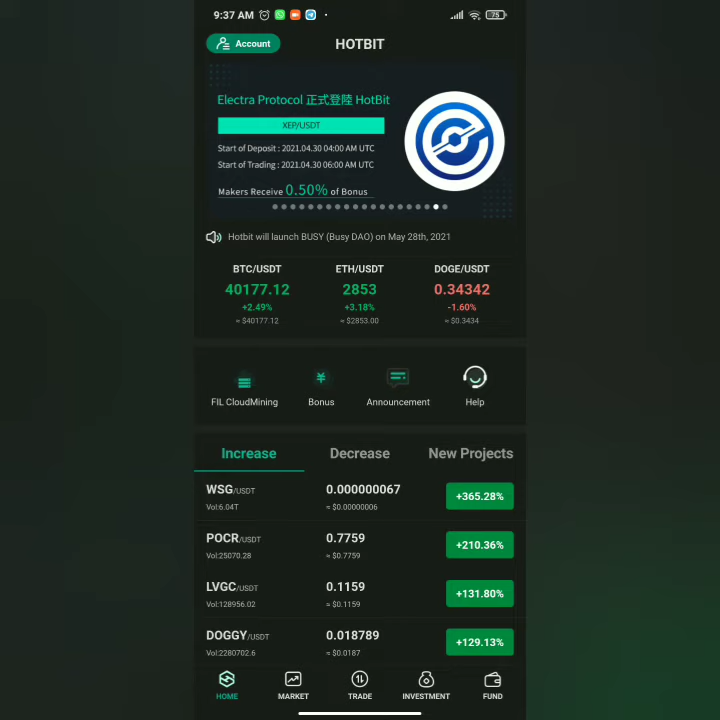 9:37 AM
75
Account
HOTBIT
Electra Protocol 正式登陸 HotBit
XEP/USDT
Start of Deposit : 2021.04.30 04:00 AM UTC
Start of Trading : 2021.04.30 06:00 AM UTC
Makers Receive 0.50% of Bonus
Hotbit will launch BUSY (Busy DAO) on May 28th, 2021
BTC/USDT ETH/USDT DOGE/USDT
40177.12 2853 0.34342
+2.49% +3.18% -1.60%
≈ $40177.12 ≈ $2853.00 ≈ $0.3434
FIL CloudMining Bonus Announcement Help
Increase Decrease New Projects
WSG/USDT 0.000000067 +365.28%
Vol:6.04T ≈ $0.00000006
POCR/USDT 0.7759 +210.36%
Vol:25070.28 ≈ $0.7759
LVGC/USDT 0.1159 +131.80%
Vol:128956.02 ≈ $0.1159
DOGGY/USDT 0.018789 +129.13%
Vol:2280702.6 ≈ $0.0187
HOME MARKET TRADE INVESTMENT FUND